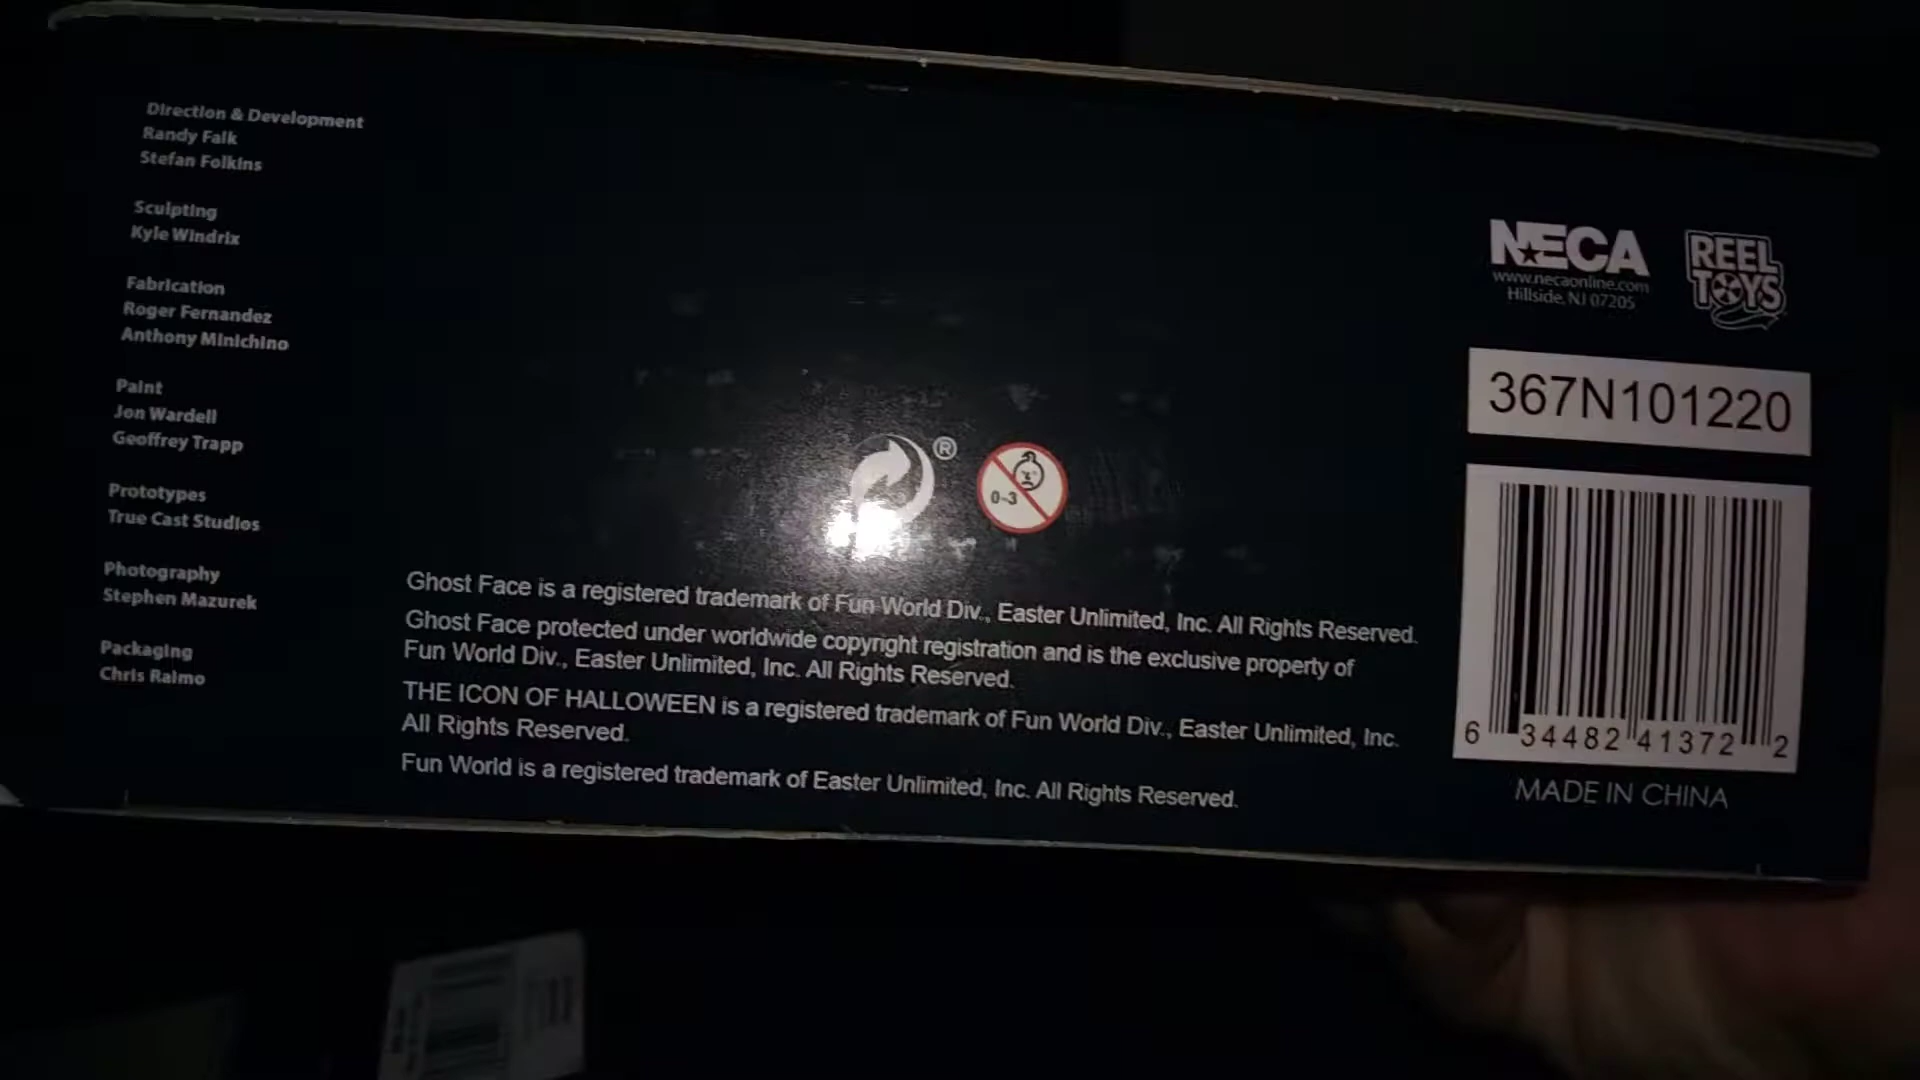 Direction & Development
Randy Falk
Stefan Folkins
Sculpting
Kyle Windrix
Fabrication
Roger Fernandez
Anthony Minichino
Paint
Jon Wardell
Geoffrey Trapp
Prototypes
True Cast Studios
Photography
Stephen Mazurek
Packaging
Chris Raimo
®
0-3
Ghost Face is a registered trademark of Fun World Div., Easter Unlimited, Inc. All Rights Reserved.
Ghost Face protected under worldwide copyright registration and is the exclusive property of
Fun World Div., Easter Unlimited, Inc. All Rights Reserved.
THE ICON OF HALLOWEEN is a registered trademark of Fun World Div., Easter Unlimited, Inc.
All Rights Reserved.
Fun World is a registered trademark of Easter Unlimited, Inc. All Rights Reserved.
NECA
www.necaonline.com
Hillside, NJ 07205
REEL
TOYS
367N101220
6 34482 41372 2
MADE IN CHINA